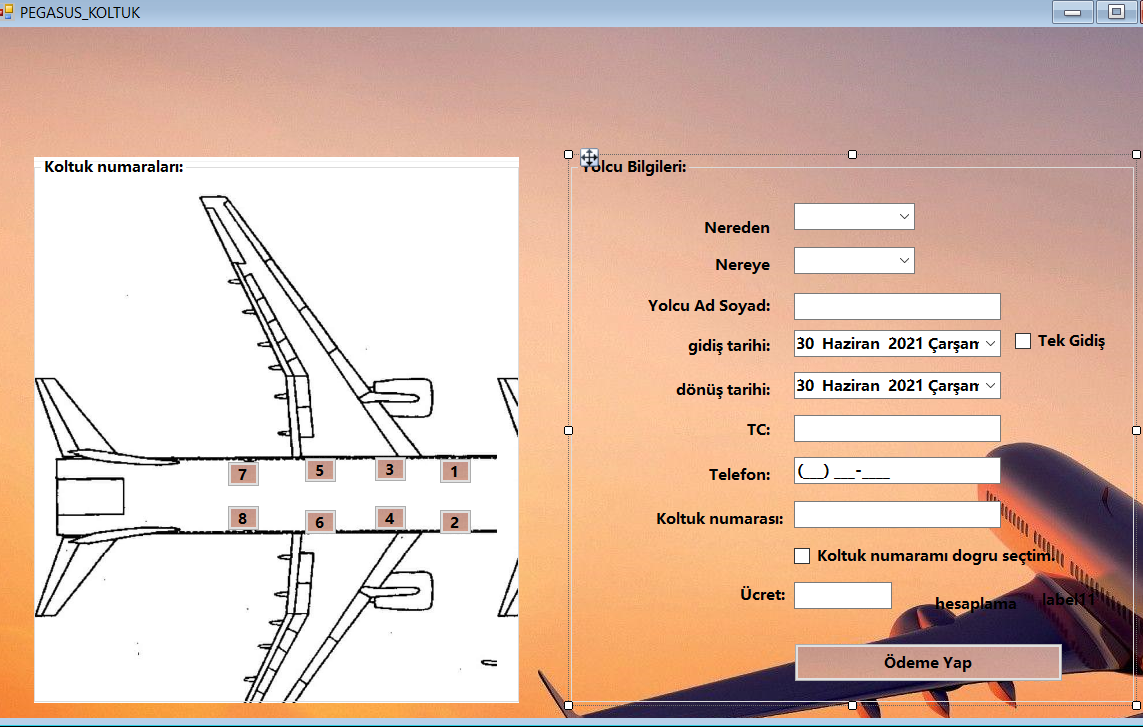 PEGASUS_KOLTUK
Koltuk numaraları:
7
5
3
1
8
6
4
2
Yolcu Bilgileri:
Nereden
Nereye
Yolcu Ad Soyad:
gidiş tarihi:
30 Haziran 2021 Çarşam
Tek Gidiş
dönüş tarihi:
30 Haziran 2021 Çarşam
TC:
Telefon:
(__) ___-____
Koltuk numarası:
Koltuk numaramı dogru seçtim.
Ücret:
hesaplama
label11
Ödeme Yap